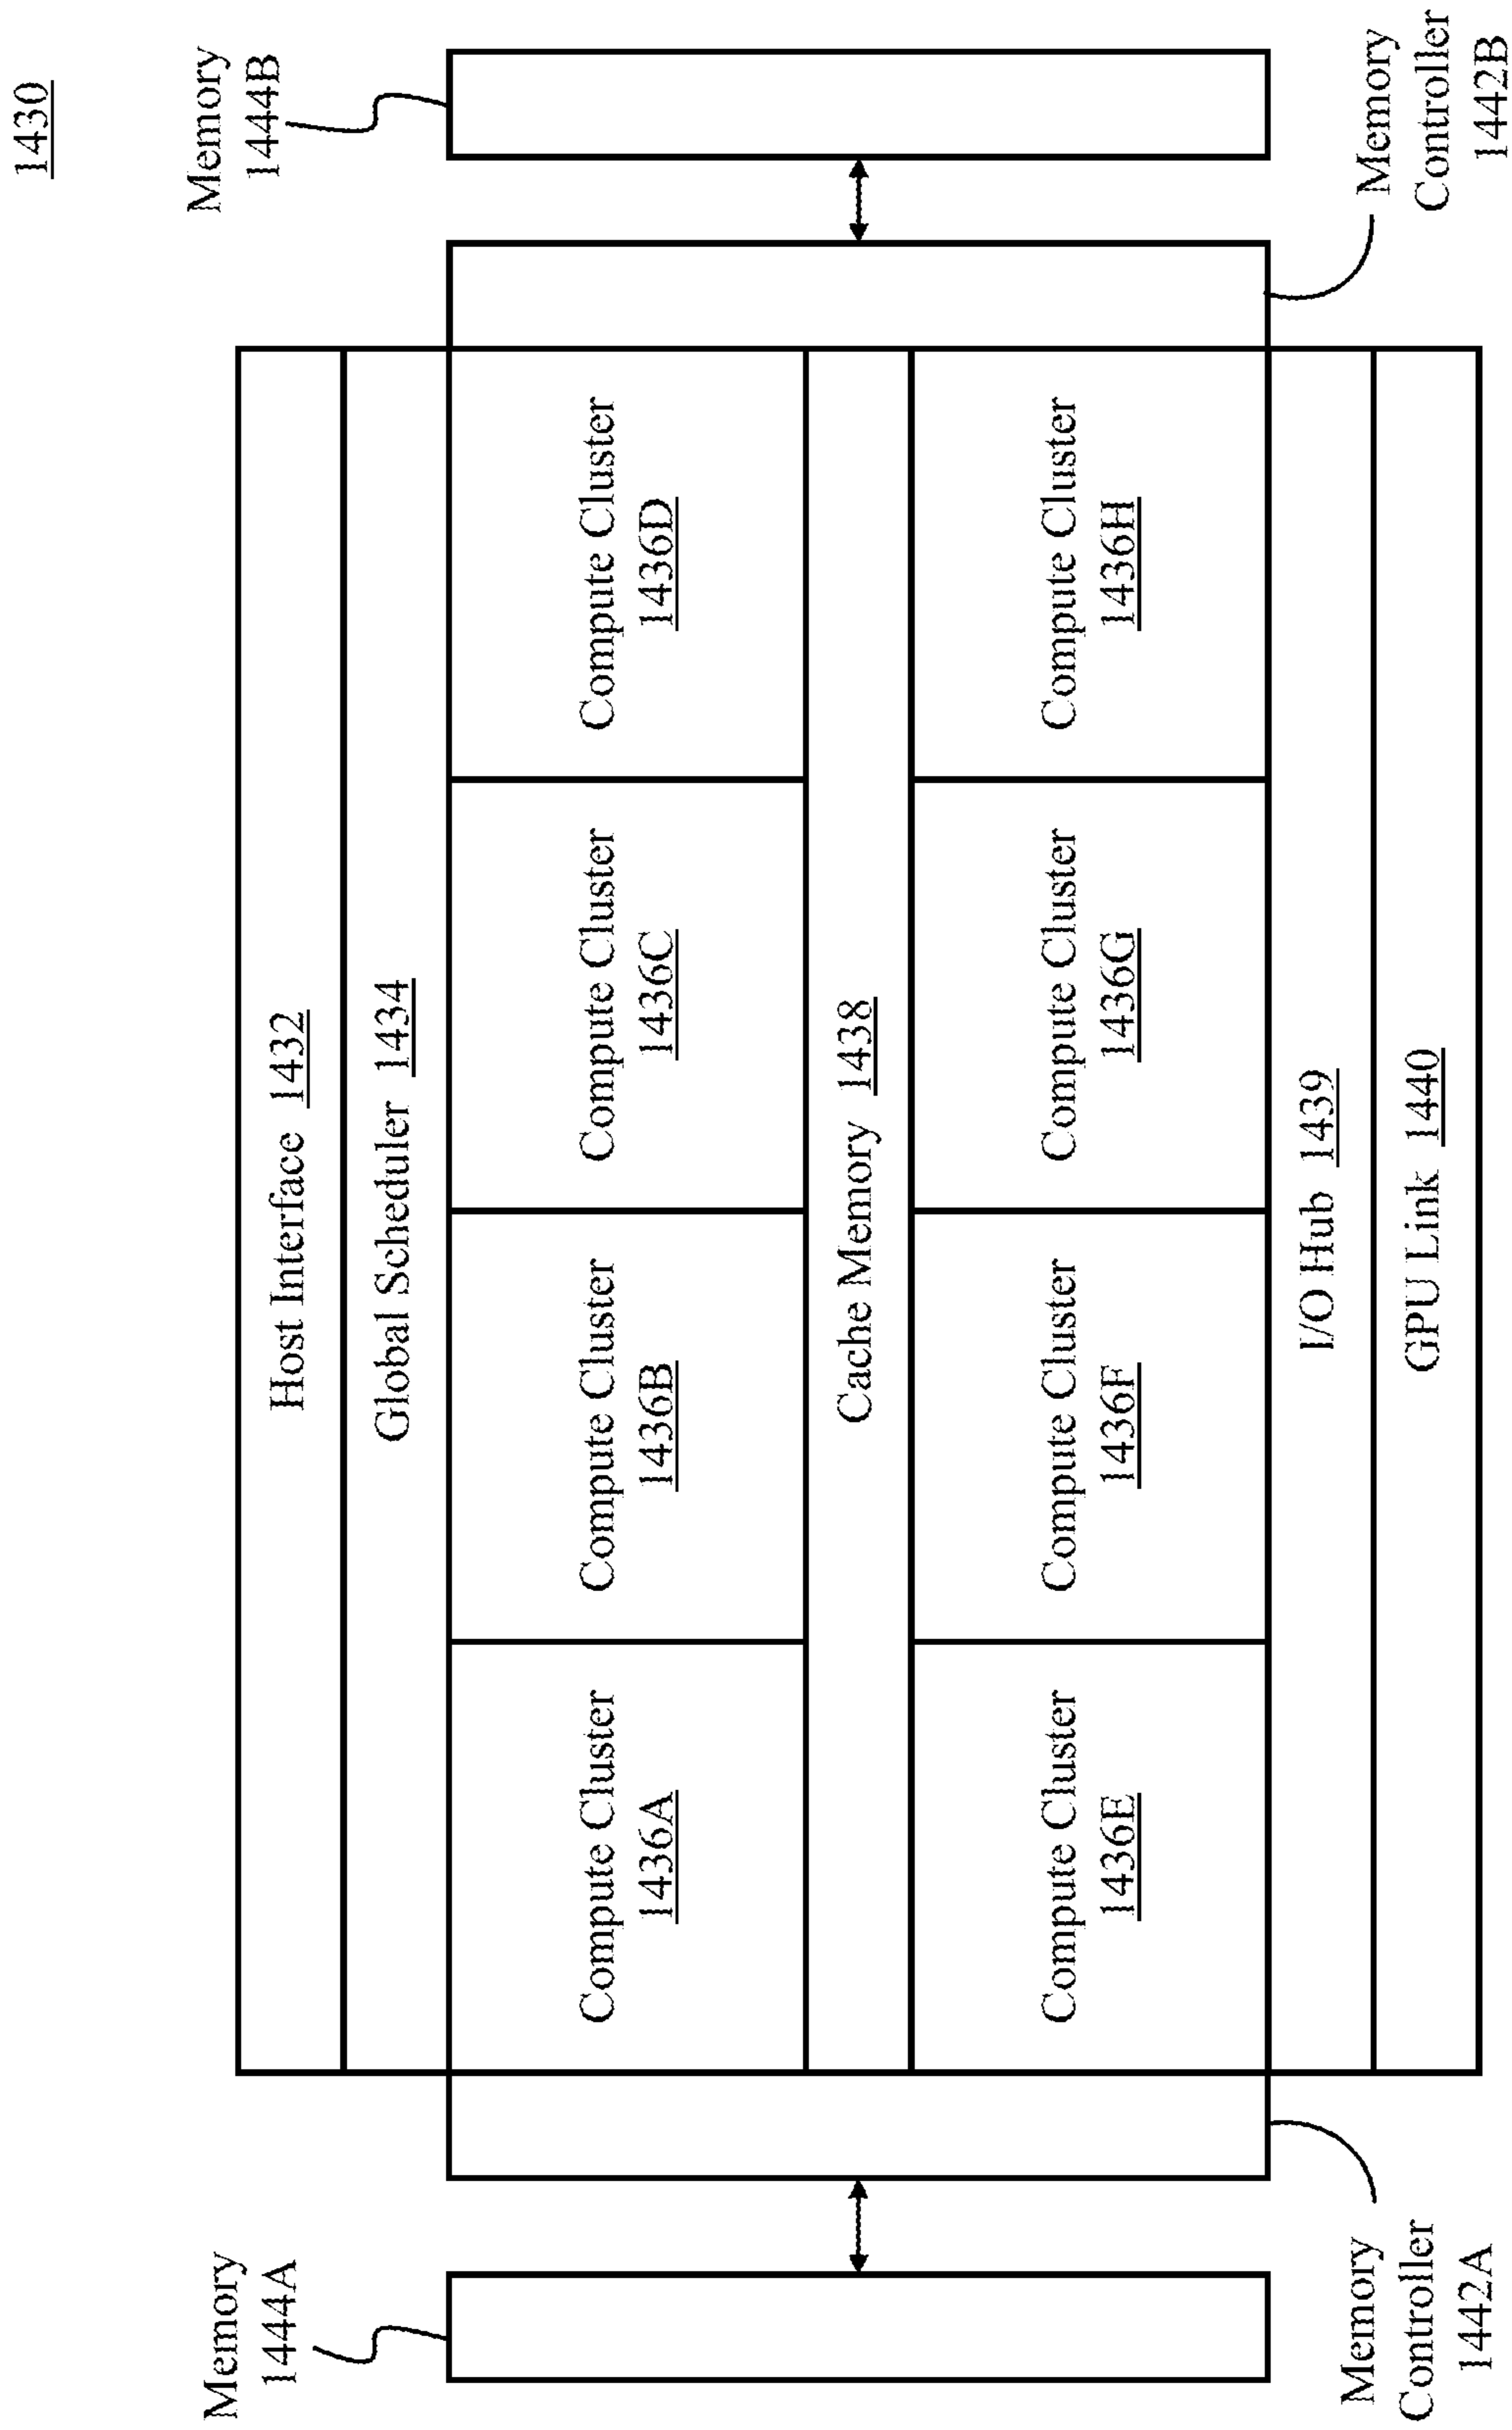 1430
Memory
1444A
Memory
1444B
Host Interface 1432
Global Scheduler 1434
Compute Cluster
1436A
Compute Cluster
1436B
Compute Cluster
1436C
Compute Cluster
1436D
Cache Memory 1438
Compute Cluster
1436E
Compute Cluster
1436F
Compute Cluster
1436G
Compute Cluster
1436H
I/O Hub 1439
GPU Link 1440
Memory
Controller
1442A
Memory
Controller
1442B